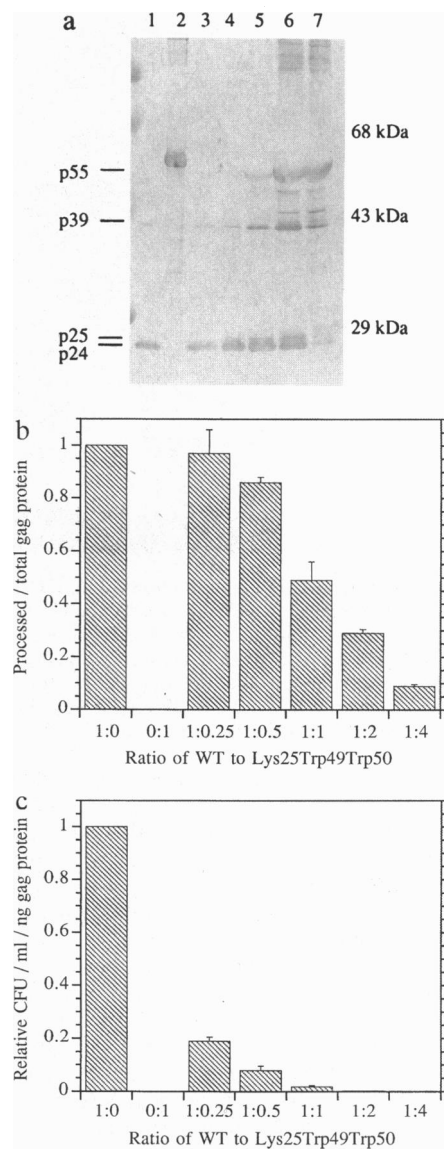 a
1 2 3 4 5 6 7
68 kDa
p55
p39
43 kDa
p25
p24
29 kDa
b
Processed / total gag protein
1
0.8
0.6
0.4
0.2
0
1:0 0:1 1:0.25 1:0.5 1:1 1:2 1:4
Ratio of WT to Lys25Trp49Trp50
c
Relative CFU / ml / ng gag protein
1
0.8
0.6
0.4
0.2
0
1:0 0:1 1:0.25 1:0.5 1:1 1:2 1:4
Ratio of WT to Lys25Trp49Trp50